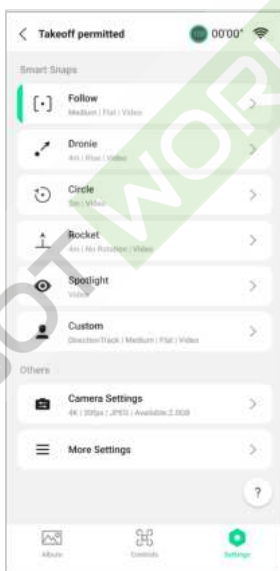 Takeoff permitted
00'00"
Smart Snaps
Follow
Medium | Flat | Video
Dronie
4m | Rise | Video
Circle
5m | Video
Rocket
4m | No Rotation | Video
Spotlight
Video
Custom
DirectionTrack | Medium | Flat | Video
Others
Camera Settings
4K | 30fps | JPEG | Available:2.0GB
More Settings
?
Album
Controls
Settings